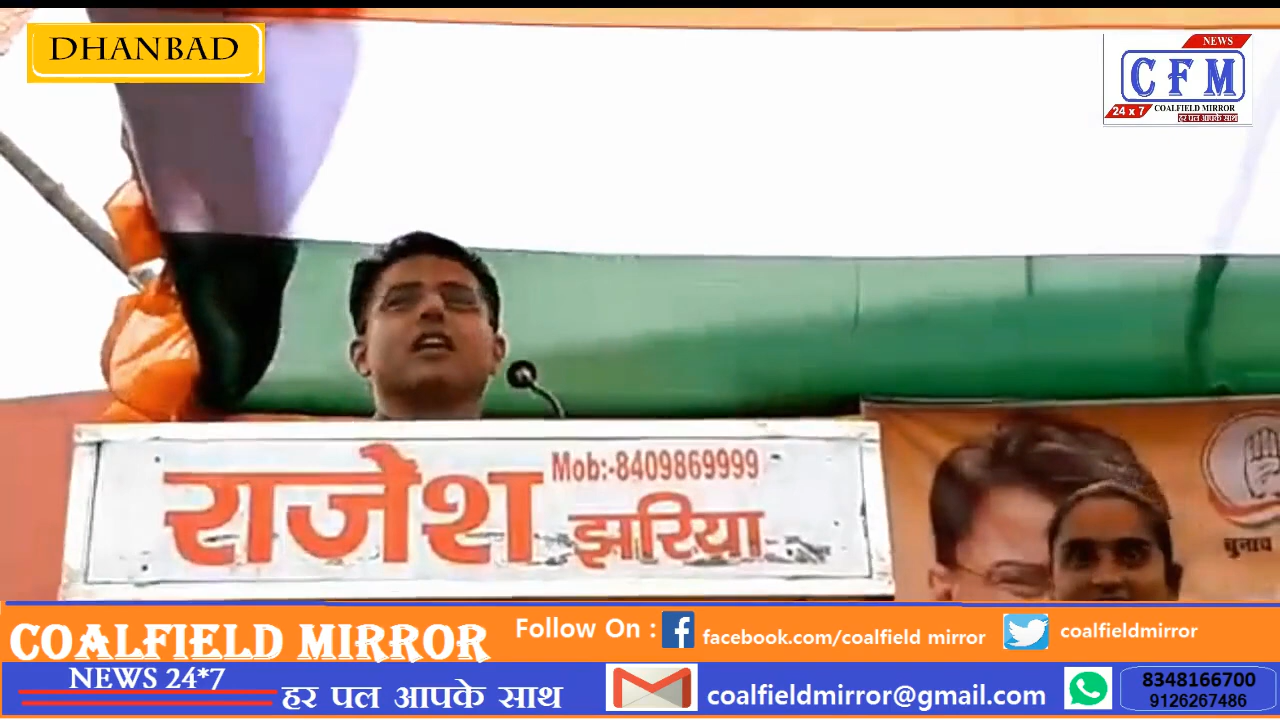 DHANBAD
NEWS
CFM
24 x 7 COALFIELD MIRROR
हर पल आपके साथ
राजेश
Mob:-8409869999
झरिया
चुनाव
COALFIELD MIRROR
Follow On :
facebook.com/coalfield mirror
coalfieldmirror
NEWS 24*7
हर पल आपके साथ
coalfieldmirror@gmail.com
8348166700
9126267486